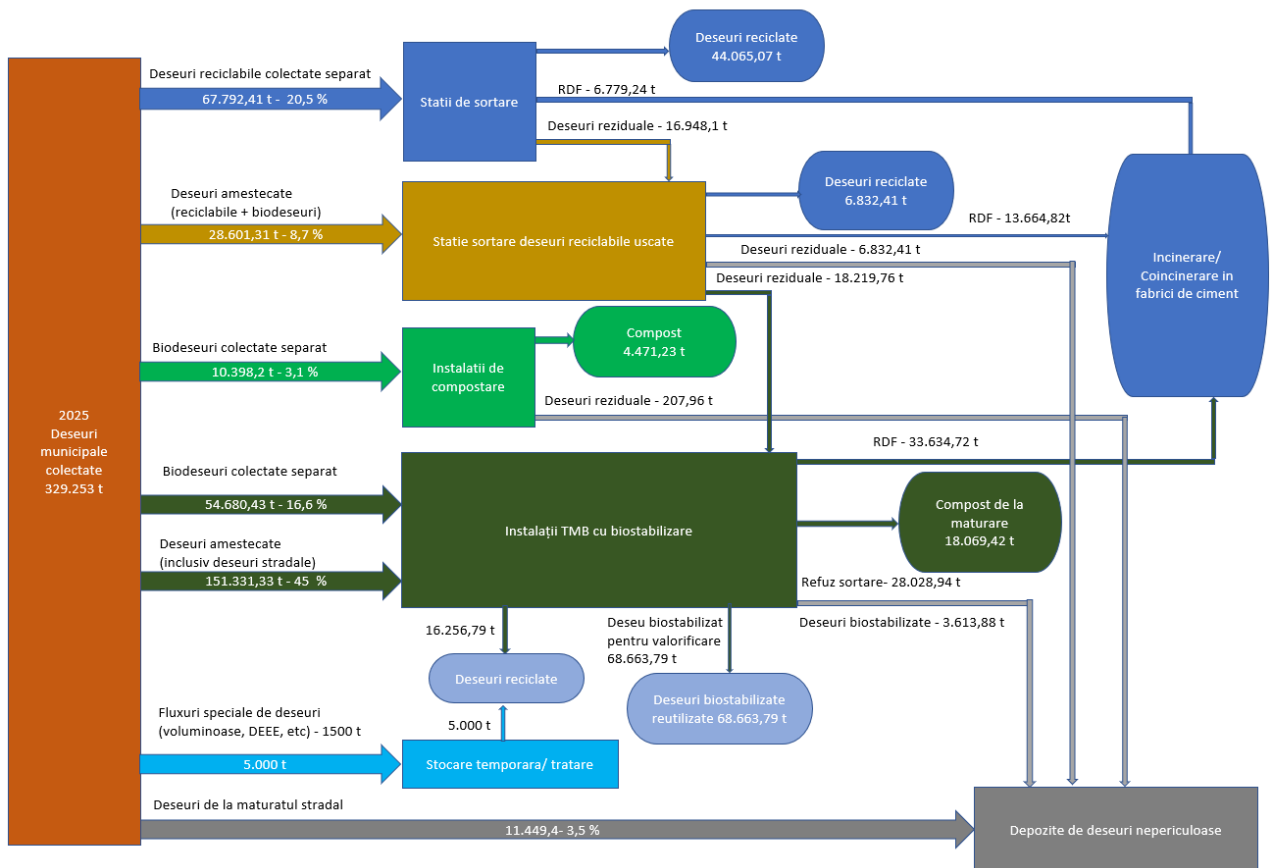 2025
Deseuri
municipale
colectate
329.253 t
Deseuri reciclabile colectate separat
67.792,41 t - 20,5 %
Statii de sortare
Deseuri reciclate
44.065,07 t
RDF - 6.779,24 t
Deseuri reziduale - 16.948,1 t
Deseuri amestecate
(reciclabile + biodeseuri)
28.601,31 t - 8,7 %
Statie sortare deseuri reciclabile uscate
Deseuri reciclate
6.832,41 t
RDF - 13.664,82t
Deseuri reziduale - 6.832,41 t
Deseuri reziduale - 18.219,76 t
Incinerare/
Coincinerare in
fabrici de ciment
Biodeseuri colectate separat
10.398,2 t - 3,1 %
Instalatii de
compostare
Compost
4.471,23 t
Deseuri reziduale - 207,96 t
Biodeseuri colectate separat
54.680,43 t - 16,6 %
Deseuri amestecate
(inclusiv deseuri stradale)
151.331,33 t - 45  %
Instalații TMB cu biostabilizare
RDF - 33.634,72 t
Compost de la
maturare
18.069,42 t
Refuz sortare- 28.028,94 t
Deseuri biostabilizate - 3.613,88 t
16.256,79 t
Deseuri reciclate
Deseu biostabilizat
pentru valorificare
68.663,79 t
Deseuri biostabilizate
reutilizate 68.663,79 t
Fluxuri speciale de deseuri
(voluminoase, DEEE, etc) - 1500 t
5.000 t
5.000 t
Stocare temporara/ tratare
Deseuri de la maturatul stradal
11.449,4- 3,5 %
Depozite de deseuri nepericuloase